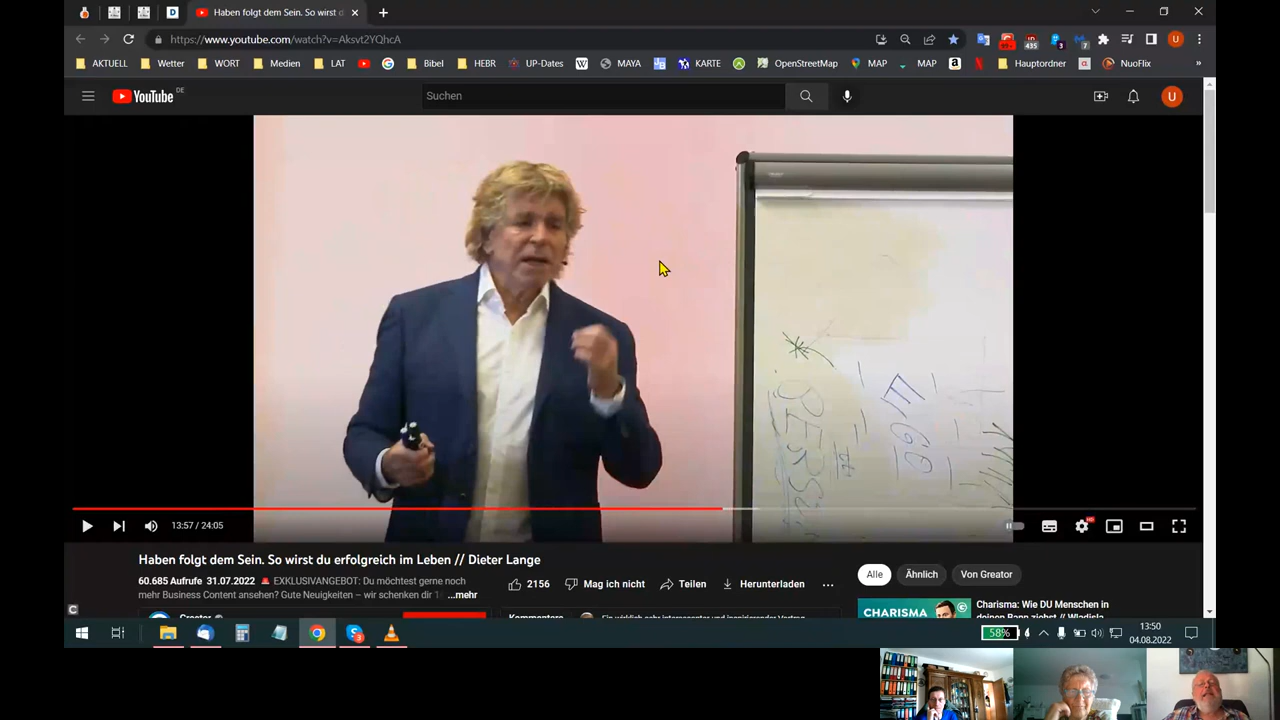 Haben folgt dem Sein. So wirst d
https://www.youtube.com/watch?v=Aksvt2YQhcA
AKTUELL Wetter WORT Medien LAT Bibel HEBR UP-Dates MAYA KARTE OpenStreetMap MAP MAP Hauptordner NuoFlix »
YouTube DE
Suchen
U
13:57 / 24:05
Haben folgt dem Sein. So wirst du erfolgreich im Leben // Dieter Lange
60.685 Aufrufe 31.07.2022 EXKLUSIVANGEBOT: Du möchtest gerne noch
mehr Business Content ansehen? Gute Neuigkeiten – wir schenken dir ...mehr
2156 Mag ich nicht Teilen Herunterladen
Alle Ähnlich Von Greator
Greator
Kommentare
CHARISMA
Charisma: Wie DU Menschen in
58%
13:50
04.08.2022